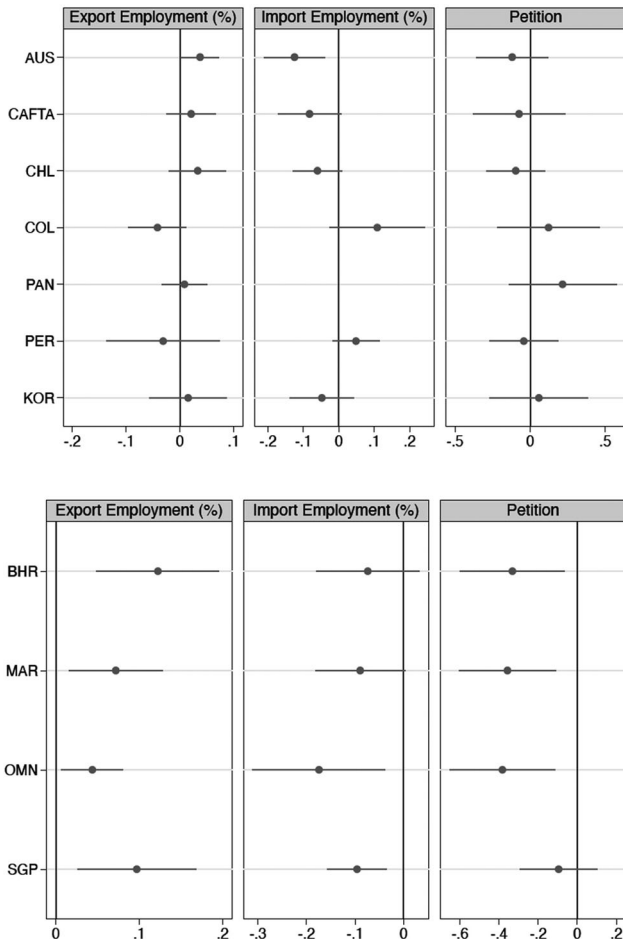 Export Employment (%) Import Employment (%) Petition
AUS
CAFTA
CHL
COL
PAN
PER
KOR
-.2 -.1 0 .1 -.2 -.1 0 .1 .2 -.5 0 .5
Export Employment (%) Import Employment (%) Petition
BHR
MAR
OMN
SGP
0 .1 .2 -.3 -.2 -.1 0 -.6 -.4 -.2 0 .2